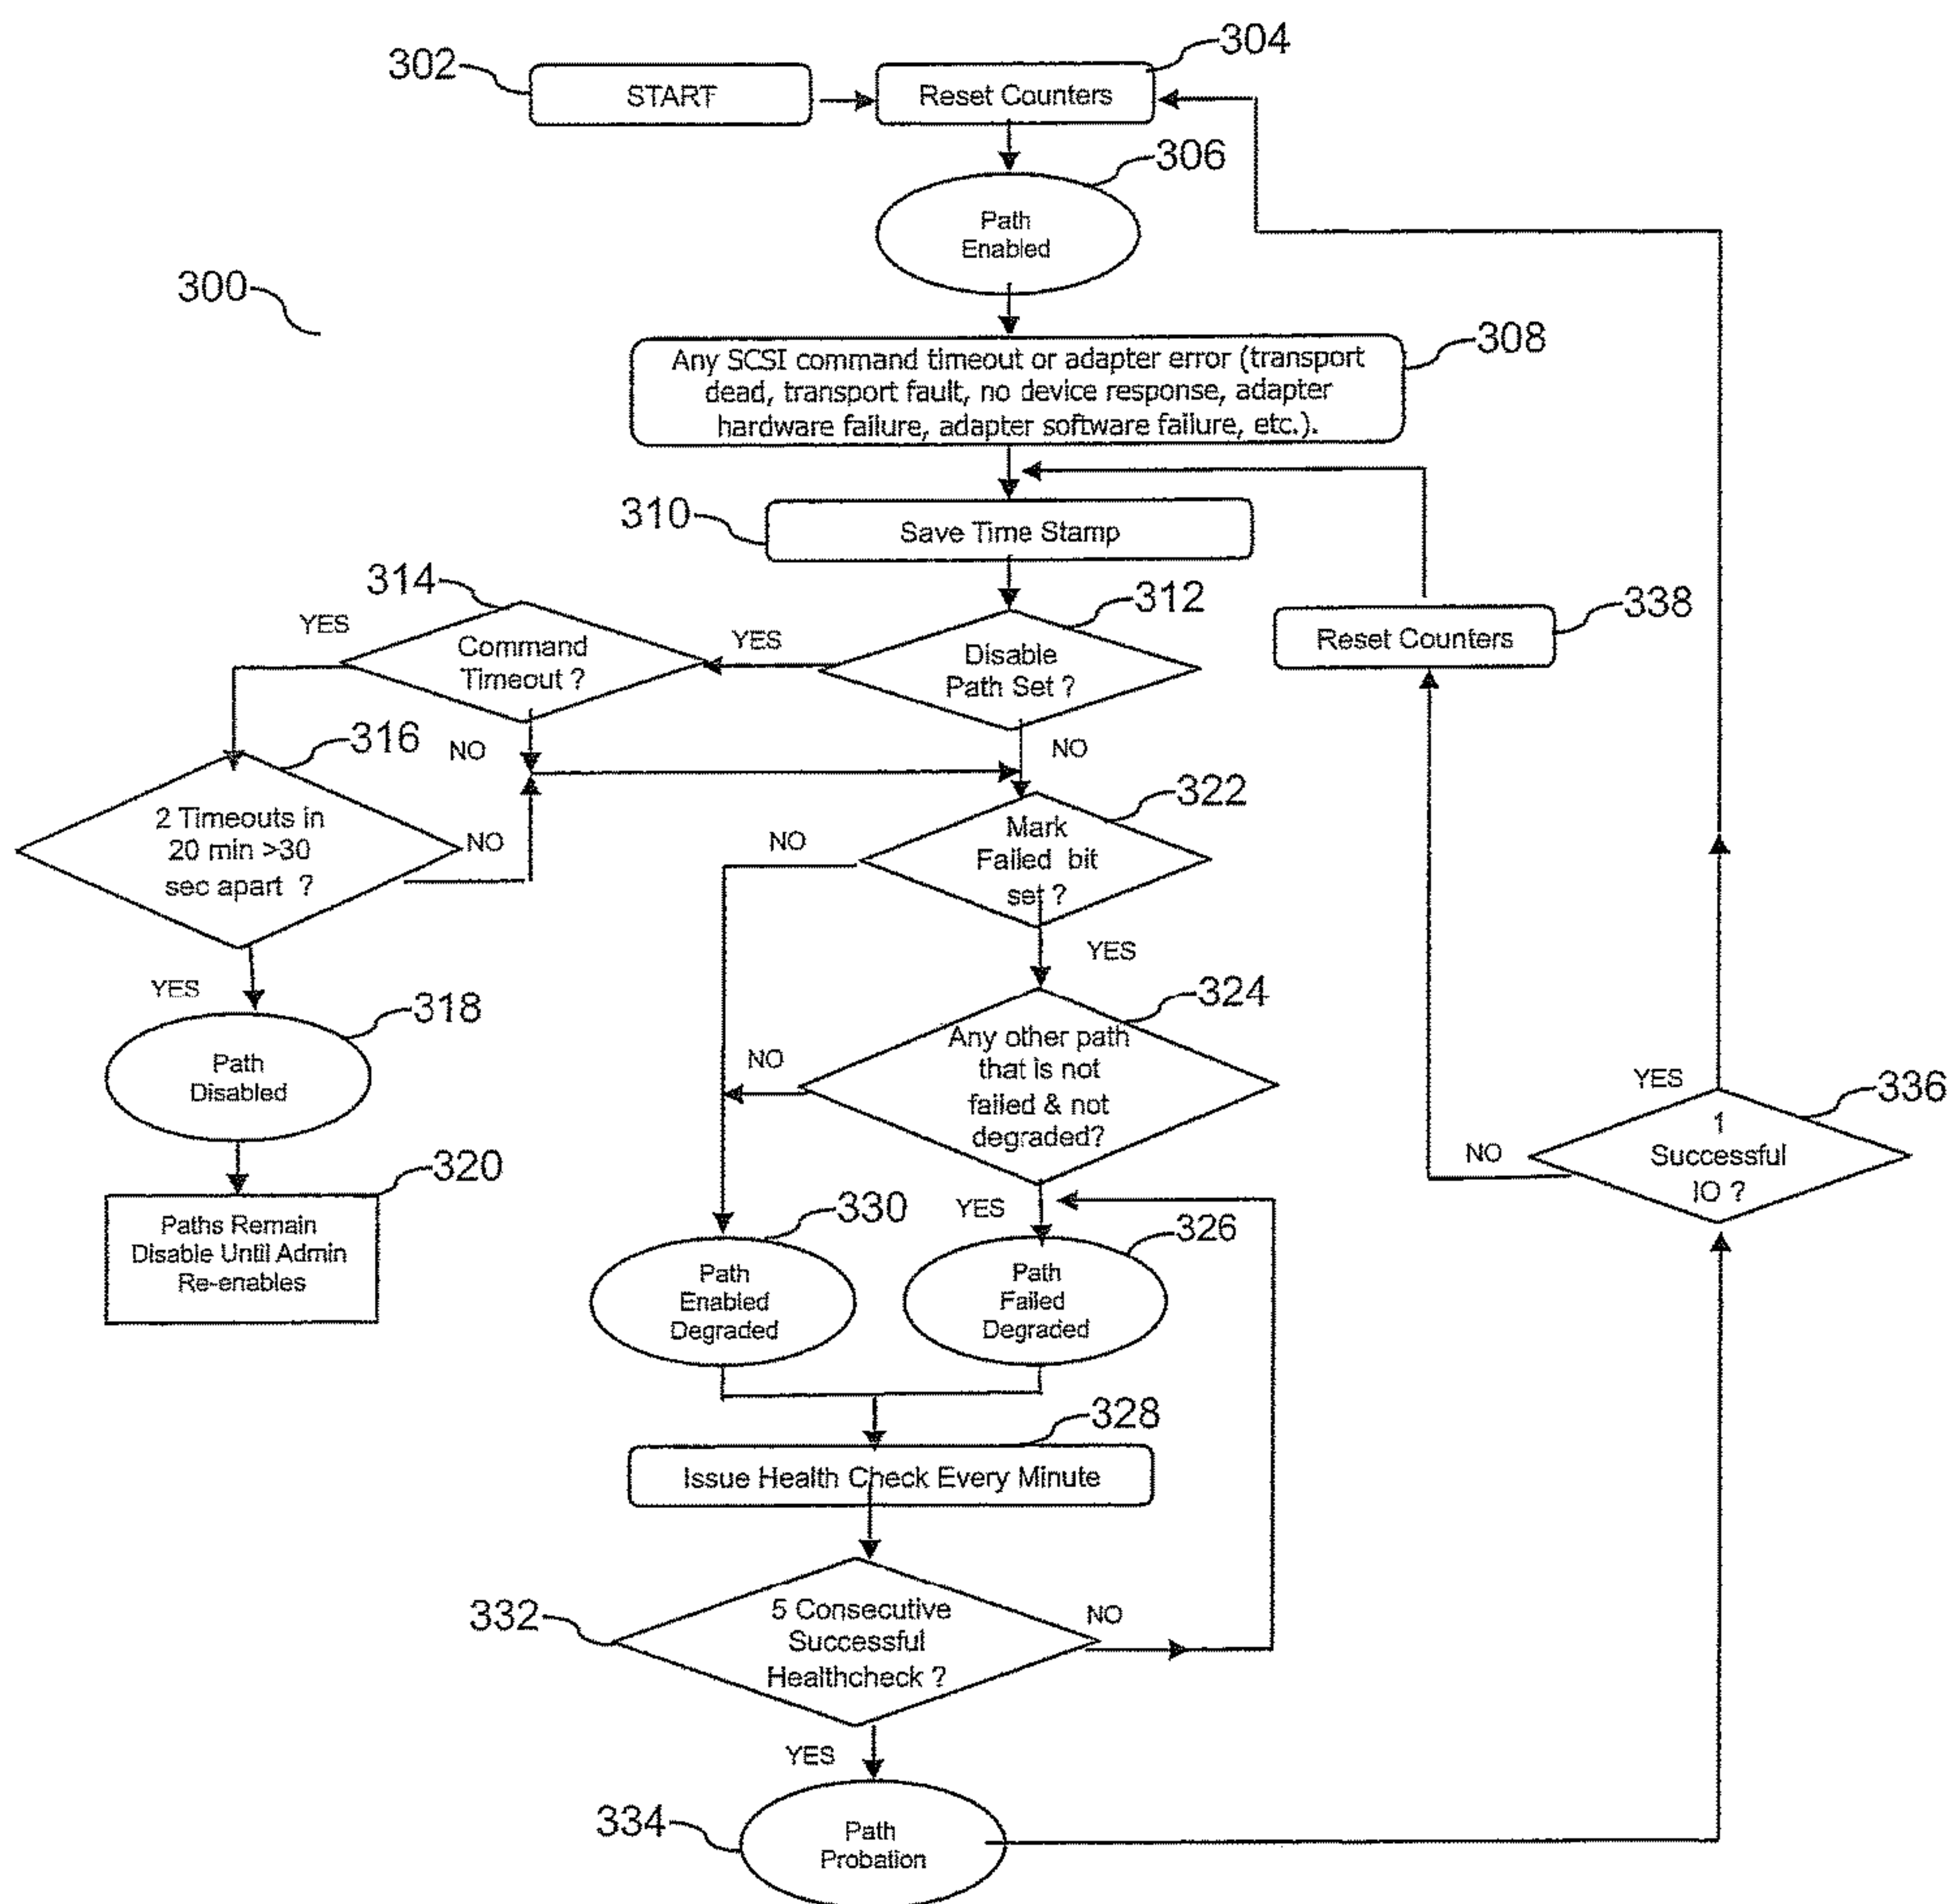 304
302
START
Reset Counters
306
Path
Enabled
300
308
Any SCSI command timeout or adapter error (transport
dead, transport fault, no device response, adapter
hardware failure, adapter software failure, etc.).
310
Save Time Stamp
314
312
338
YES
Command
Timeout ?
YES
Disable
Path Set ?
Reset Counters
316
NO
NO
2 Timeouts in
20 min >30
sec apart ?
NO
322
NO
Mark
Failed bit
set ?
YES
YES
318
Path
Disabled
324
NO
Any other path
that is not
failed & not
degraded?
YES
336
1
Successful
IO ?
NO
320
Paths Remain
Disable Until Admin
Re-enables
330
YES
326
Path
Enabled
Degraded
Path
Failed
Degraded
328
Issue Health Check Every Minute
332
5 Consecutive
Successful
Healthcheck ?
NO
YES
334
Path
Probation